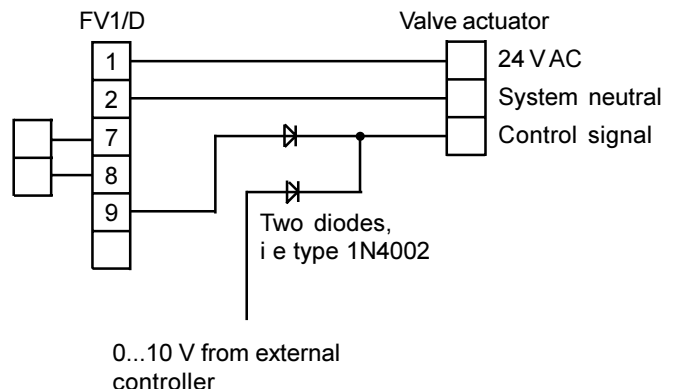 FV1/D
Valve actuator
1
24 V AC
2
System neutral
7
Control signal
8
9
Two diodes,
i e type 1N4002
0...10 V from external
controller